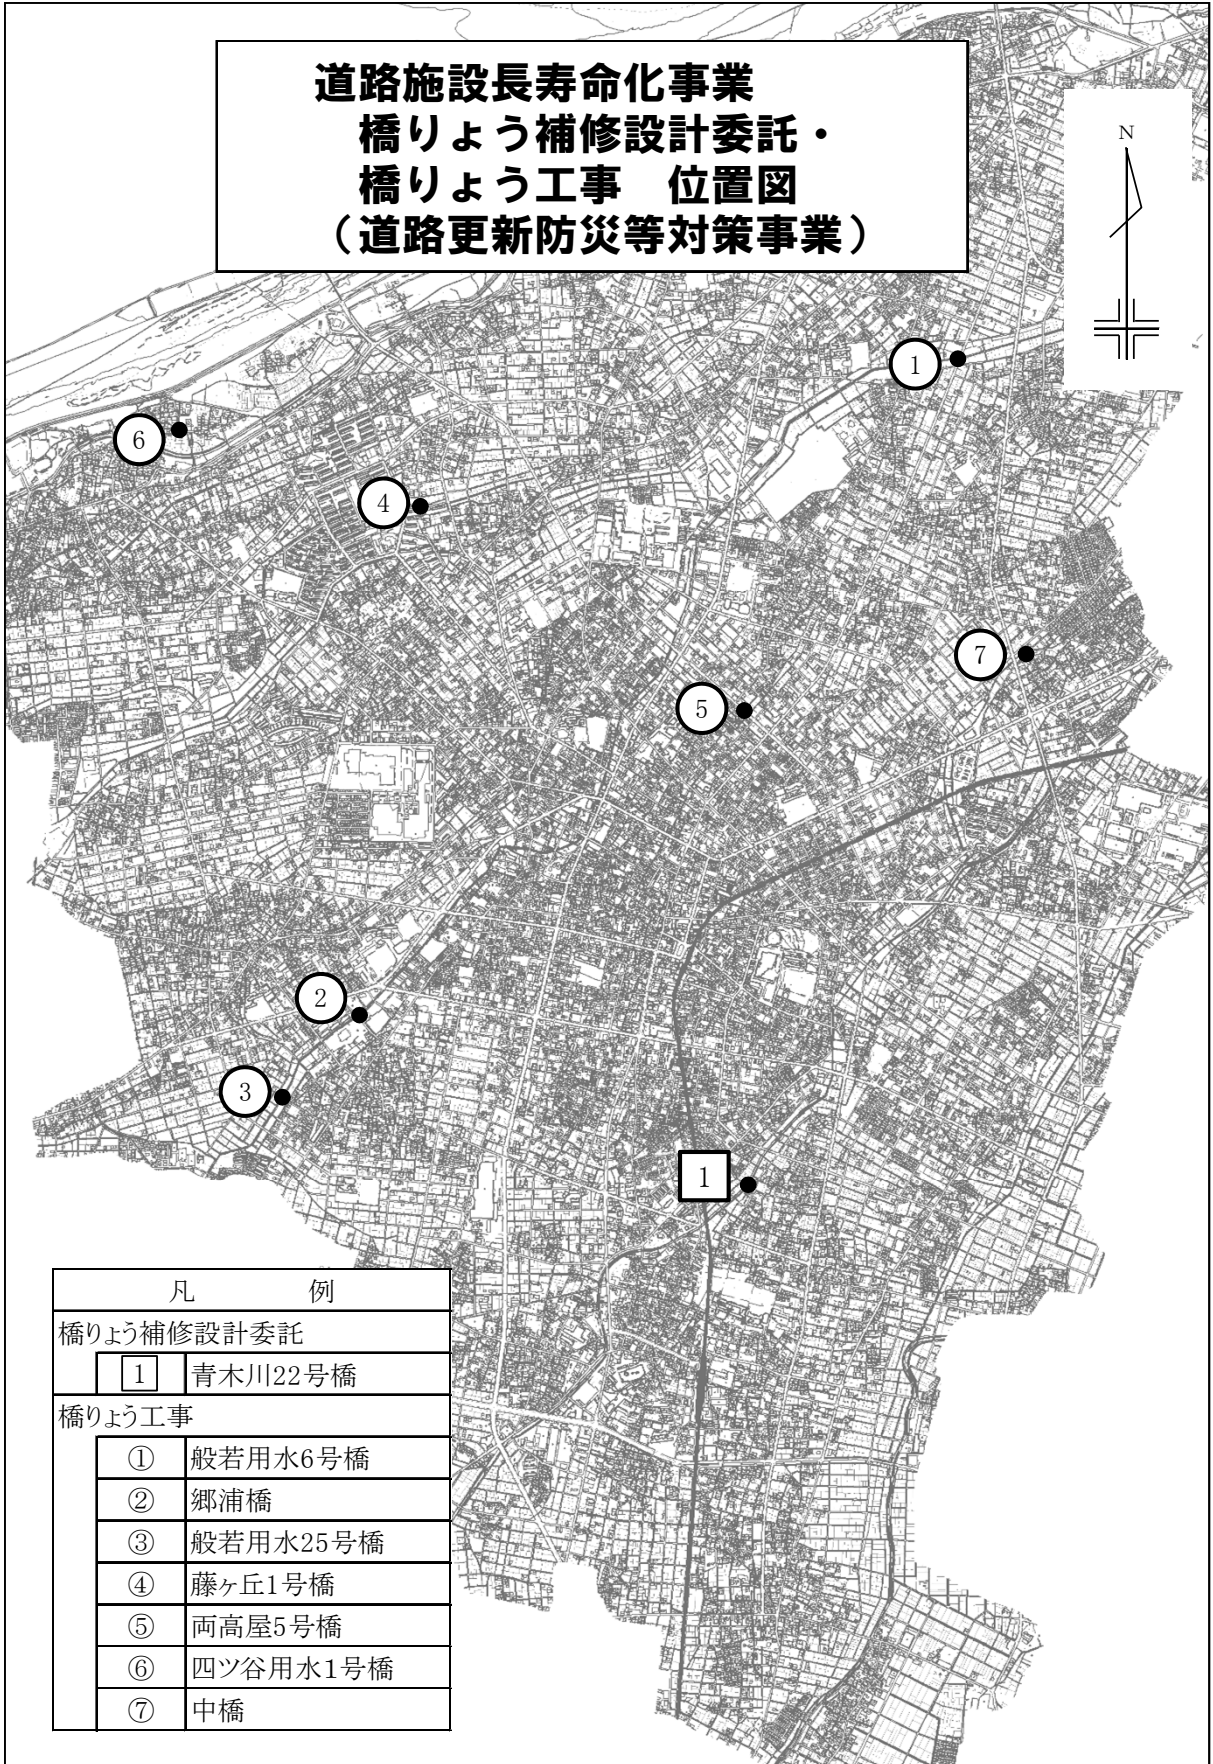 道路施設長寿命化事業
橋りょう補修設計委託・
橋りょう工事　位置図
（道路更新防災等対策事業）
N
1
6
4
7
5
2
3
1
凡　　例
橋りょう補修設計委託
1 青木川22号橋
橋りょう工事
① 般若用水6号橋
② 郷浦橋
③ 般若用水25号橋
④ 藤ヶ丘1号橋
⑤ 両高屋5号橋
⑥ 四ツ谷用水1号橋
⑦ 中橋